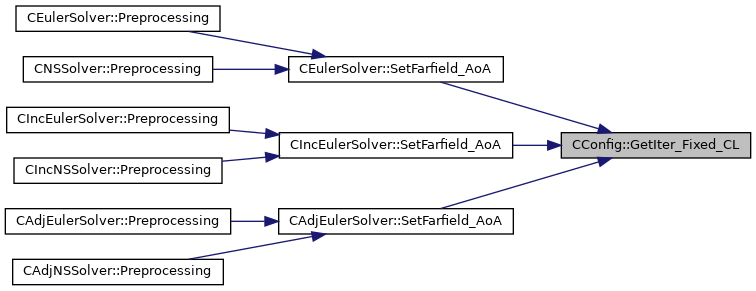 CEulerSolver::Preprocessing
CNSSolver::Preprocessing
CEulerSolver::SetFarfield_AoA
CIncEulerSolver::Preprocessing
CIncEulerSolver::SetFarfield_AoA
CConfig::GetIter_Fixed_CL
CIncNSSolver::Preprocessing
CAdjEulerSolver::Preprocessing
CAdjEulerSolver::SetFarfield_AoA
CAdjNSSolver::Preprocessing